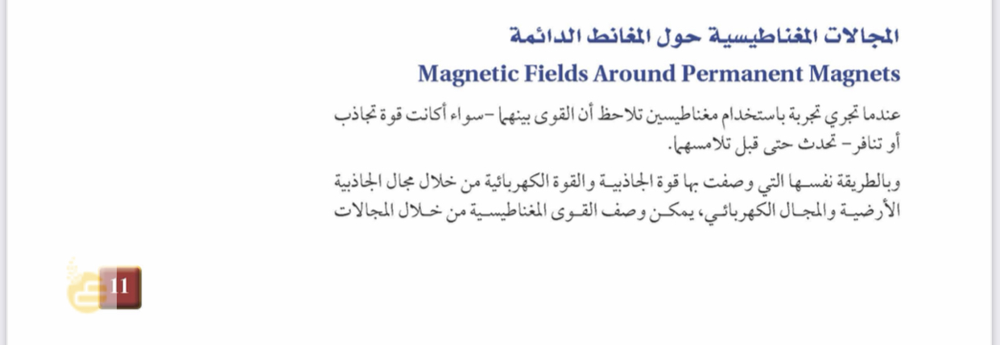 المجالات المغناطيسية حول المغانط الدائمة
Magnetic Fields Around Permanent Magnets
عندما تجري تجربة باستخدام مغناطيسين تلاحظ أن القوى بينهما –سواء أكانت قوة تجاذب
أو تنافر– تحدث حتى قبل تلامسهما.
وبالطريقة نفسها التي وصفت بها قوة الجاذبية والقوة الكهربائية من خلال مجال الجاذبية
الأرضية والمجال الكهربائي، يمكن وصف القوى المغناطيسية من خلال المجالات
11